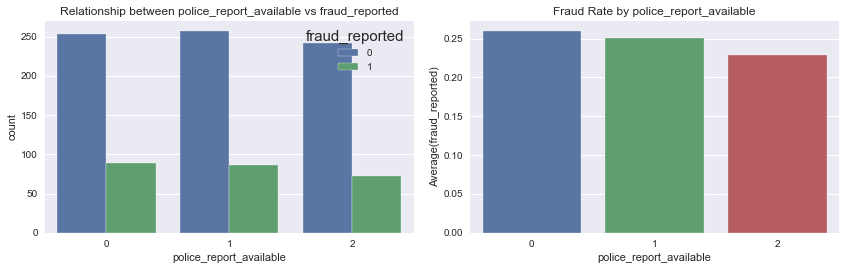 Relationship between police_report_available vs fraud_reported
fraud_reported
0
1
250
200
150
100
50
0
count
0 1 2
police_report_available
Fraud Rate by police_report_available
0.25
0.20
0.15
0.10
0.05
0.00
Average(fraud_reported)
0 1 2
police_report_available